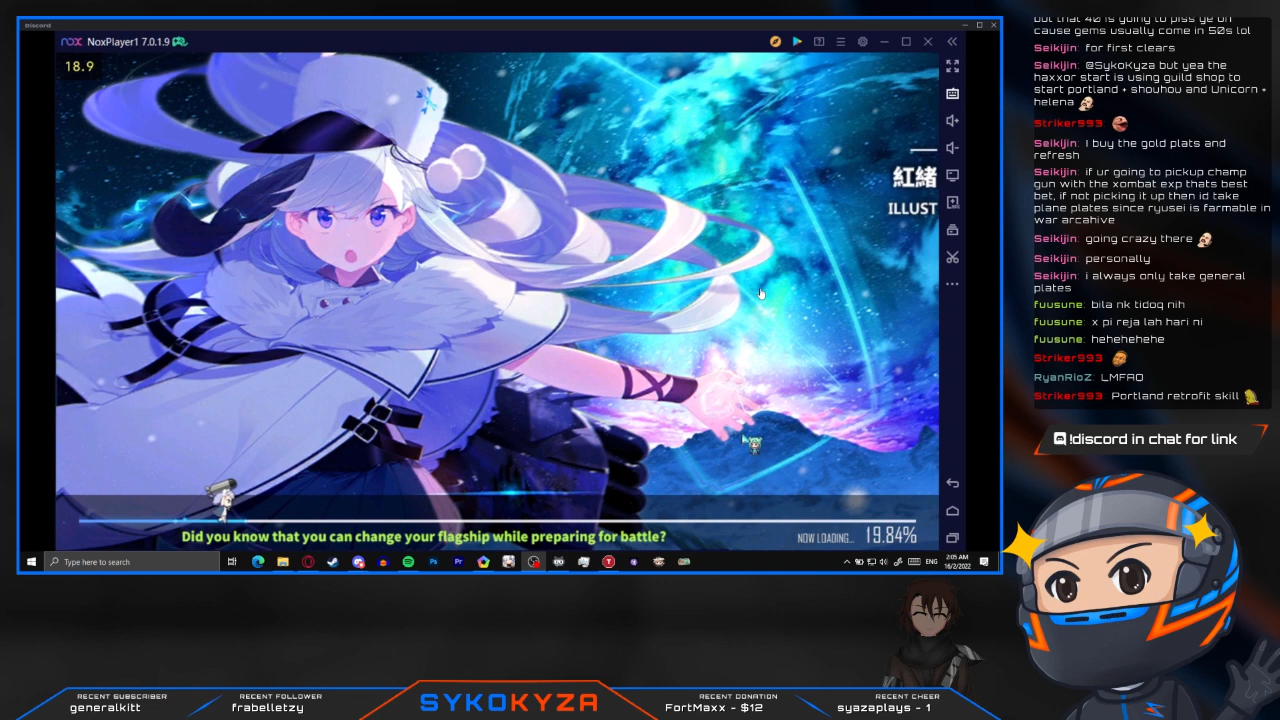 Discord
nox NoxPlayer1 7.0.1.9
18.9
紅緒
ILLUST
Did you know that you can change your flagship while preparing for battle?
NOW LOADING... 19.84%
Type here to search
ENG
2:05 AM
16/2/2022
but that 40 is going to piss ye off
cause gems usually come in 50s lol
Seikijin: for first clears
Seikijin: @SykoKyza but yea the
haxxor start is using guild shop to
start portland + shouhou and Unicorn +
helena
Striker993:
Seikijin: I buy the gold plats and
refresh
Seikijin: if ur going to pickup champ
gun with the xombat exp thats best
bet, if not picking it up then id take
plane plates since ryusei is farmable in
war arcahive
Seikijin: going crazy there
Seikijin: personally
Seikijin: i always only take general
plates
fuusune: bila nk tidoq nih
fuusune: x pi reja lah hari ni
fuusune: hehehehehe
Striker993:
RyanRioZ: LMFAO
Striker993: Portland retrofit skill
!discord in chat for link
RECENT SUBSCRIBER
generalkitt
RECENT FOLLOWER
frabelletzy
SYKOKYZA
RECENT DONATION
FortMaxx - $12
RECENT CHEER
syazaplays - 1